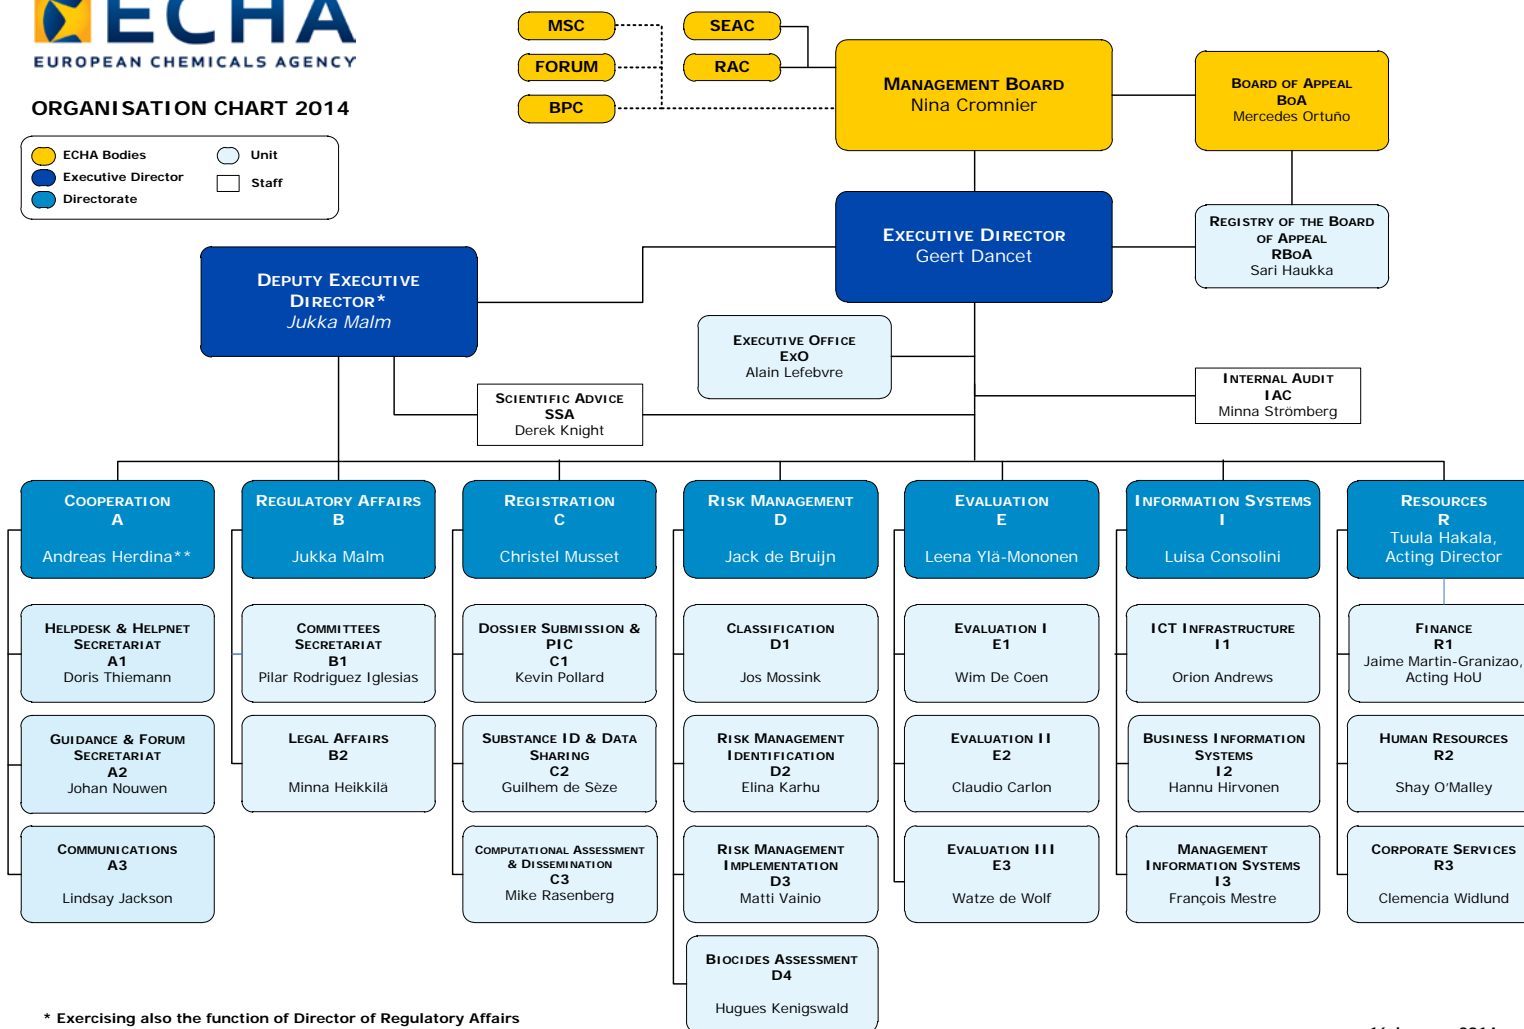 ECHA
EUROPEAN CHEMICALS AGENCY
ORGANISATION CHART 2014
ECHA Bodies
Executive Director
Directorate
Unit
Staff
MSC
FORUM
BPC
SEAC
RAC
MANAGEMENT BOARD
Nina Cromnier
BOARD OF APPEAL
BoA
Mercedes Ortuño
EXECUTIVE DIRECTOR
Geert Dancet
REGISTRY OF THE BOARD
OF APPEAL
RBoA
Sari Haukka
DEPUTY EXECUTIVE
DIRECTOR*
Jukka Malm
EXECUTIVE OFFICE
ExO
Alain Lefebvre
SCIENTIFIC ADVICE
SSA
Derek Knight
INTERNAL AUDIT
IAC
Minna Strömberg
COOPERATION
A
Andreas Herdina**
REGULATORY AFFAIRS
B
Jukka Malm
REGISTRATION
C
Christel Musset
RISK MANAGEMENT
D
Jack de Bruijn
EVALUATION
E
Leena Ylä-Mononen
INFORMATION SYSTEMS
I
Luisa Consolini
RESOURCES
R
Tuula Hakala,
Acting Director
HELPDESK & HELPNET
SECRETARIAT
A1
Doris Thiemann
COMMITTEES
SECRETARIAT
B1
Pilar Rodriguez Iglesias
DOSSIER SUBMISSION &
PIC
C1
Kevin Pollard
CLASSIFICATION
D1
Jos Mossink
EVALUATION I
E1
Wim De Coen
ICT INFRASTRUCTURE
I1
Orion Andrews
FINANCE
R1
Jaime Martin-Granizao,
Acting HoU
GUIDANCE & FORUM
SECRETARIAT
A2
Johan Nouwen
LEGAL AFFAIRS
B2
Minna Heikkilä
SUBSTANCE ID & DATA
SHARING
C2
Guilhem de Sèze
RISK MANAGEMENT
IDENTIFICATION
D2
Elina Karhu
EVALUATION II
E2
Claudio Carlon
BUSINESS INFORMATION
SYSTEMS
I2
Hannu Hirvonen
HUMAN RESOURCES
R2
Shay O'Malley
COMMUNICATIONS
A3
Lindsay Jackson
COMPUTATIONAL ASSESSMENT
& DISSEMINATION
C3
Mike Rasenberg
RISK MANAGEMENT
IMPLEMENTATION
D3
Matti Vainio
EVALUATION III
E3
Watze de Wolf
MANAGEMENT
INFORMATION SYSTEMS
I3
François Mestre
CORPORATE SERVICES
R3
Clemencia Widlund
BIOCIDES ASSESSMENT
D4
Hugues Kenigswald
* Exercising also the function of Director of Regulatory Affairs